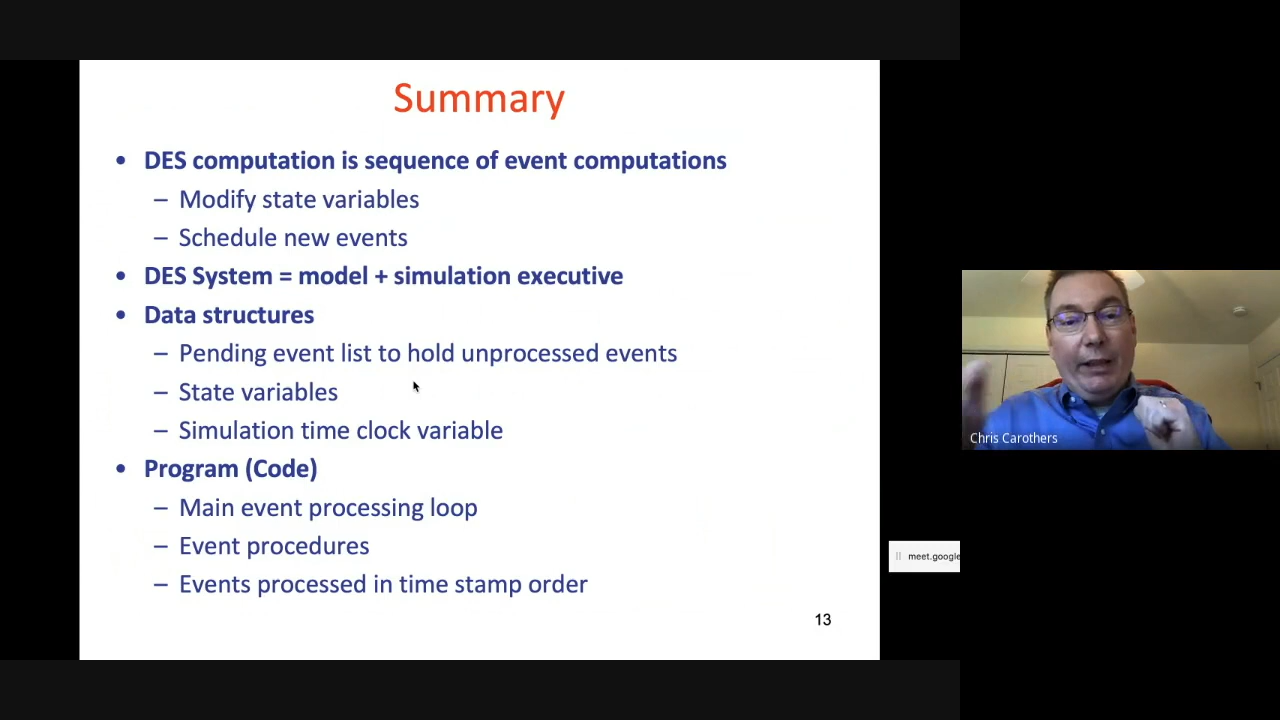 Summary
• DES computation is sequence of event computations
– Modify state variables
– Schedule new events
• DES System = model + simulation executive
• Data structures
– Pending event list to hold unprocessed events
– State variables
– Simulation time clock variable
• Program (Code)
– Main event processing loop
– Event procedures
– Events processed in time stamp order
13
Chris Carothers
meet.google